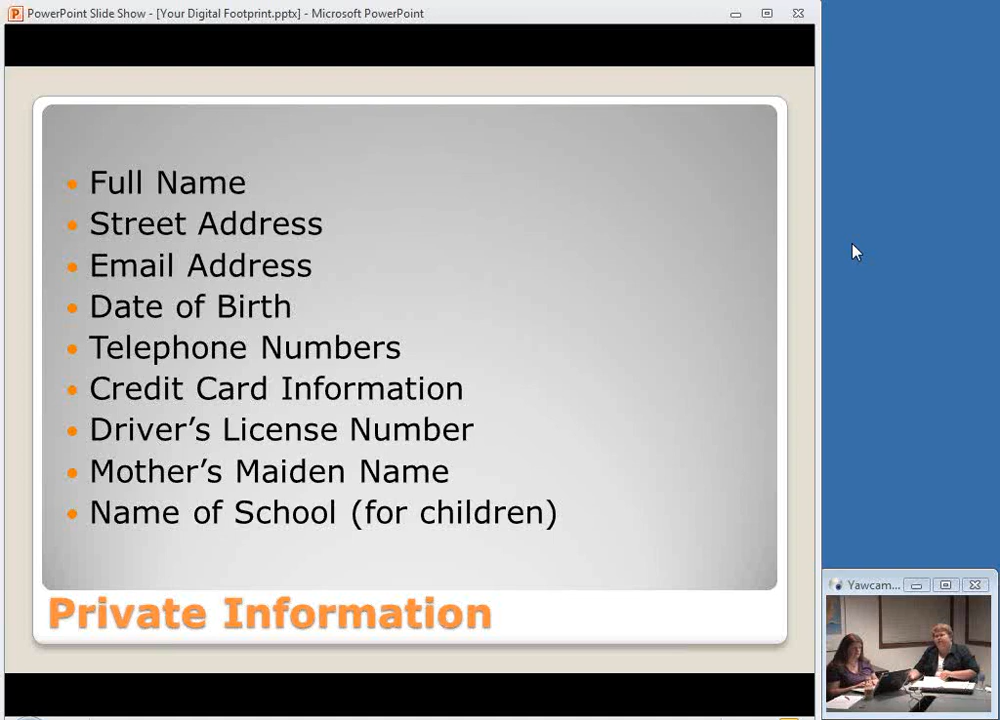 PowerPoint Slide Show - [Your Digital Footprint.pptx] - Microsoft PowerPoint
Full Name
Street Address
Email Address
Date of Birth
Telephone Numbers
Credit Card Information
Driver’s License Number
Mother’s Maiden Name
Name of School (for children)
Private Information
Yawcam...